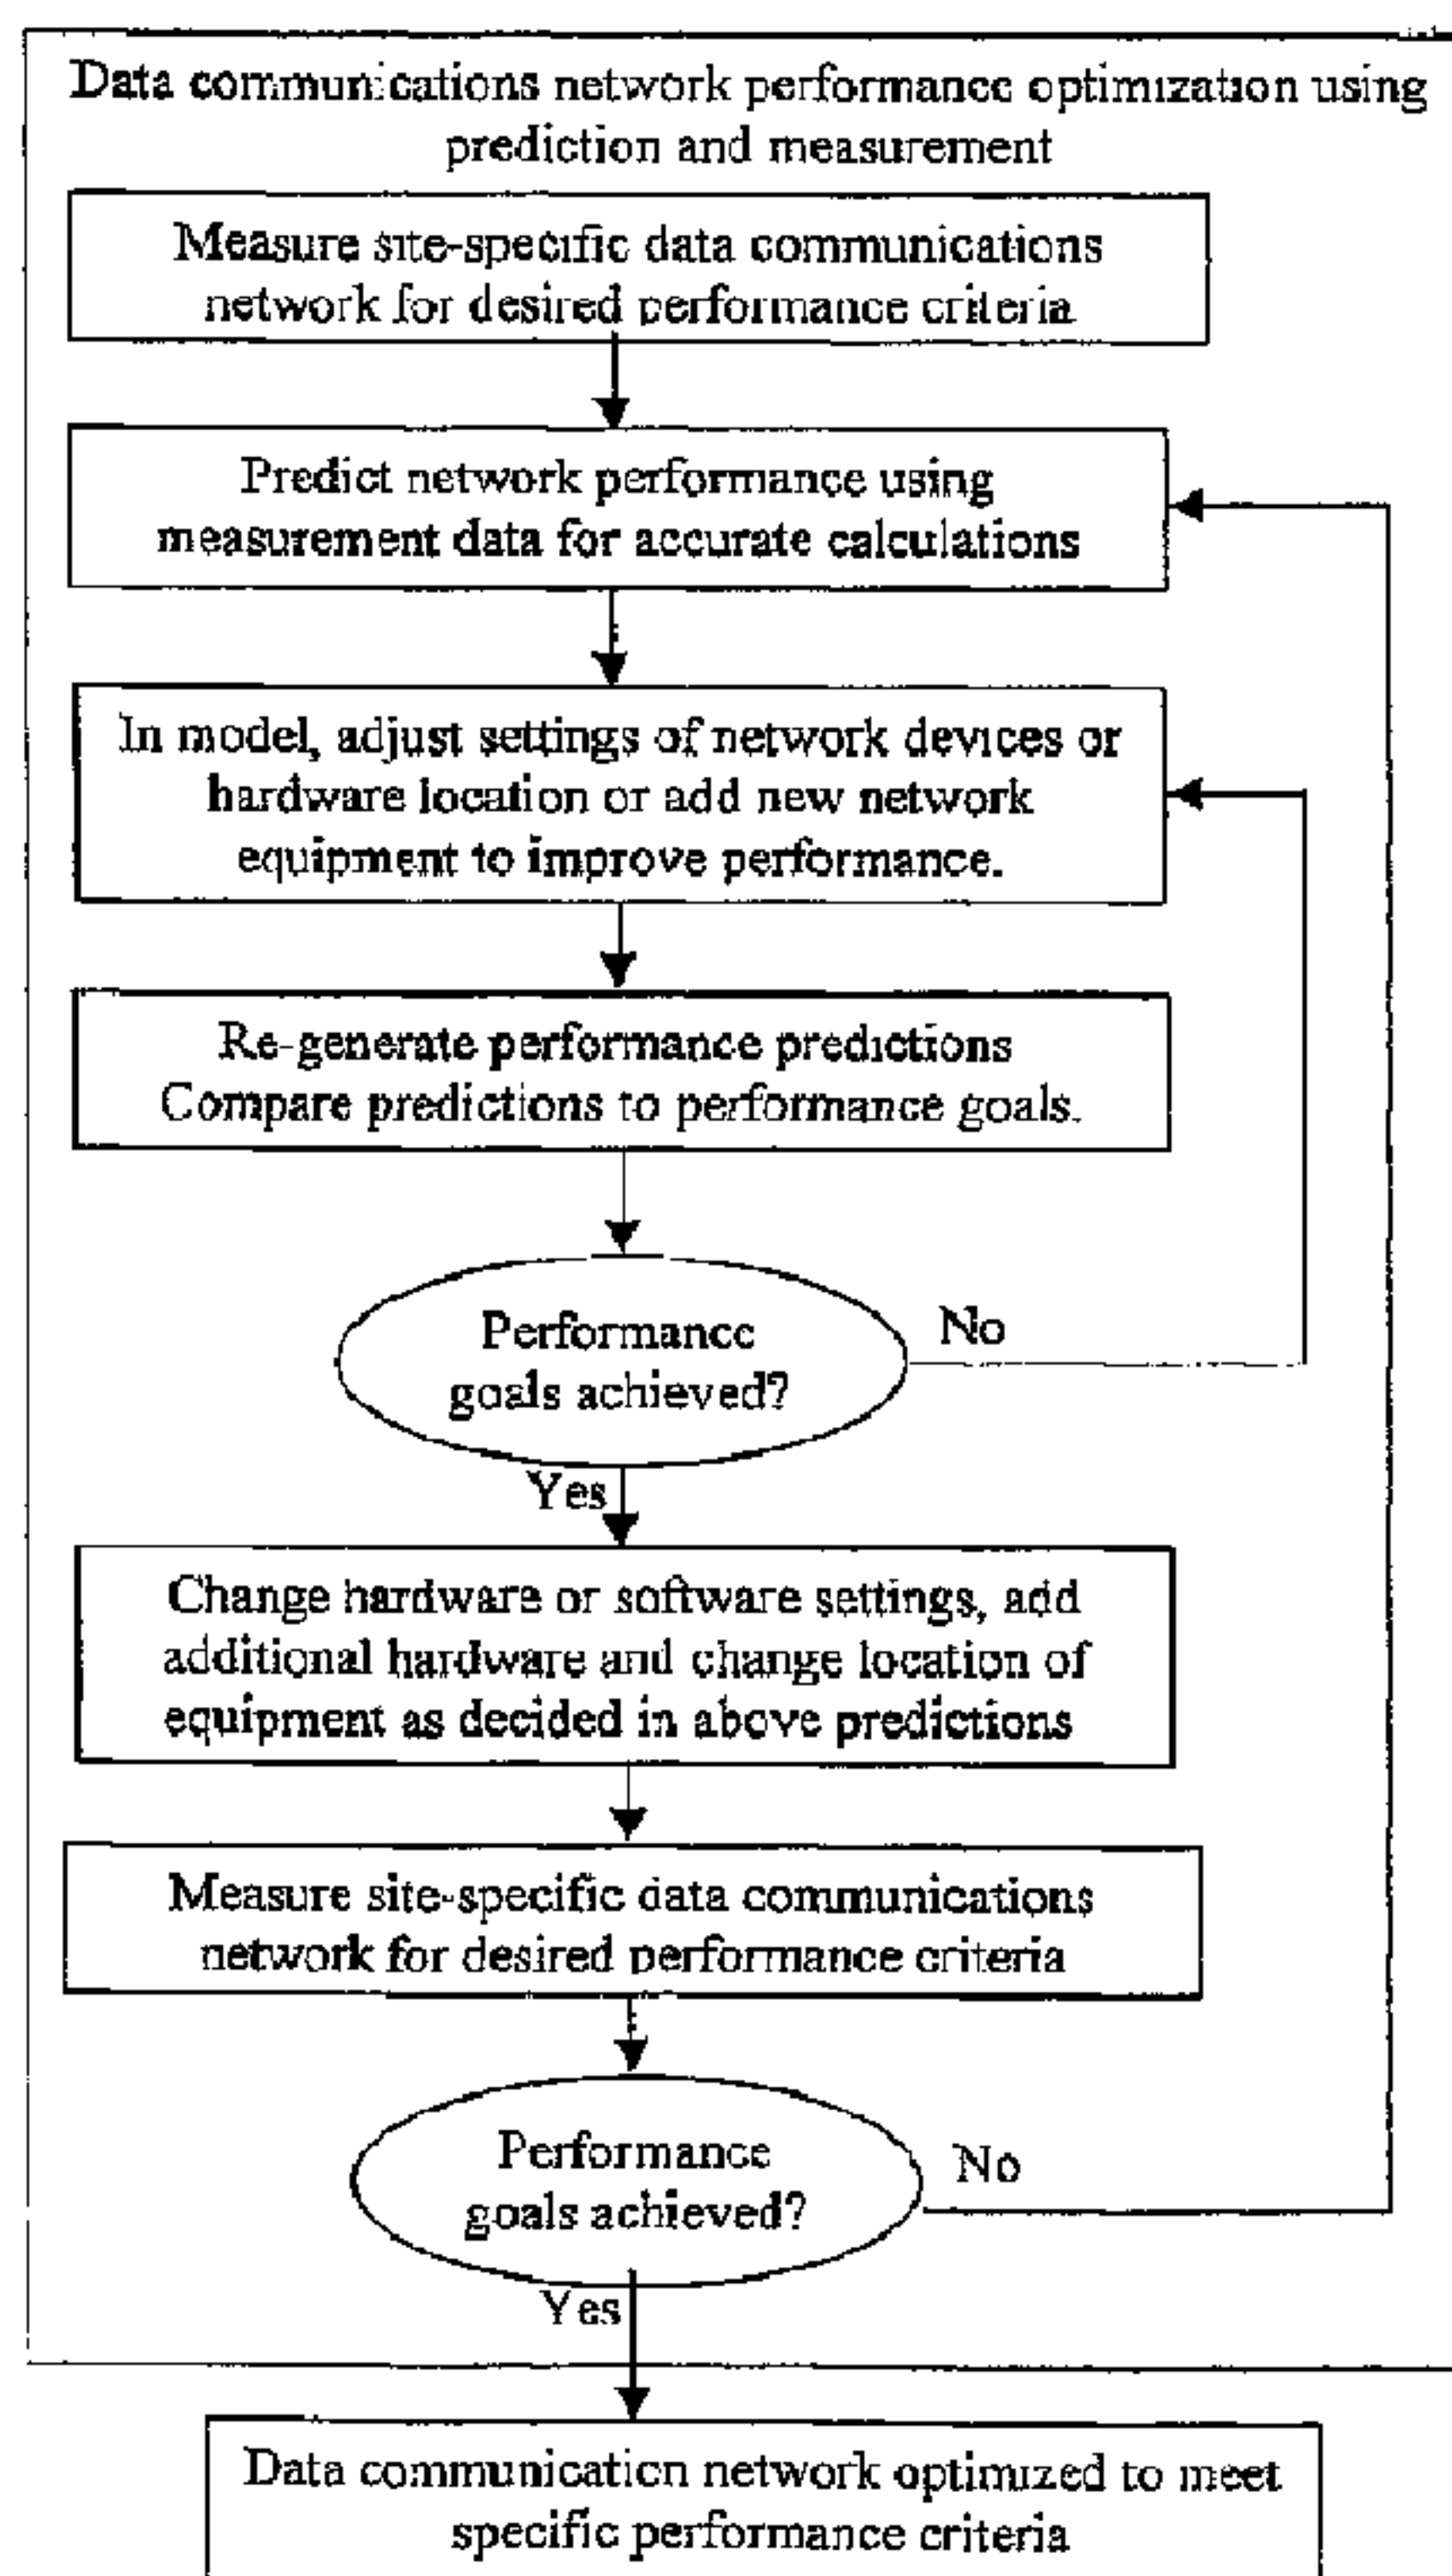 Data communications network performance optimization using
prediction and measurement
Measure site-specific data communications
network for desired performance criteria
Predict network performance using
measurement data for accurate calculations
In model, adjust settings of network devices or
hardware location or add new network
equipment to improve performance.
Re-generate performance predictions
Compare predictions to performance goals.
Performance
goals achieved?
No
Yes
Change hardware or software settings, add
additional hardware and change location of
equipment as decided in above predictions
Measure site-specific data communications
network for desired performance criteria
Performance
goals achieved?
No
Yes
Data communication network optimized to meet
specific performance criteria